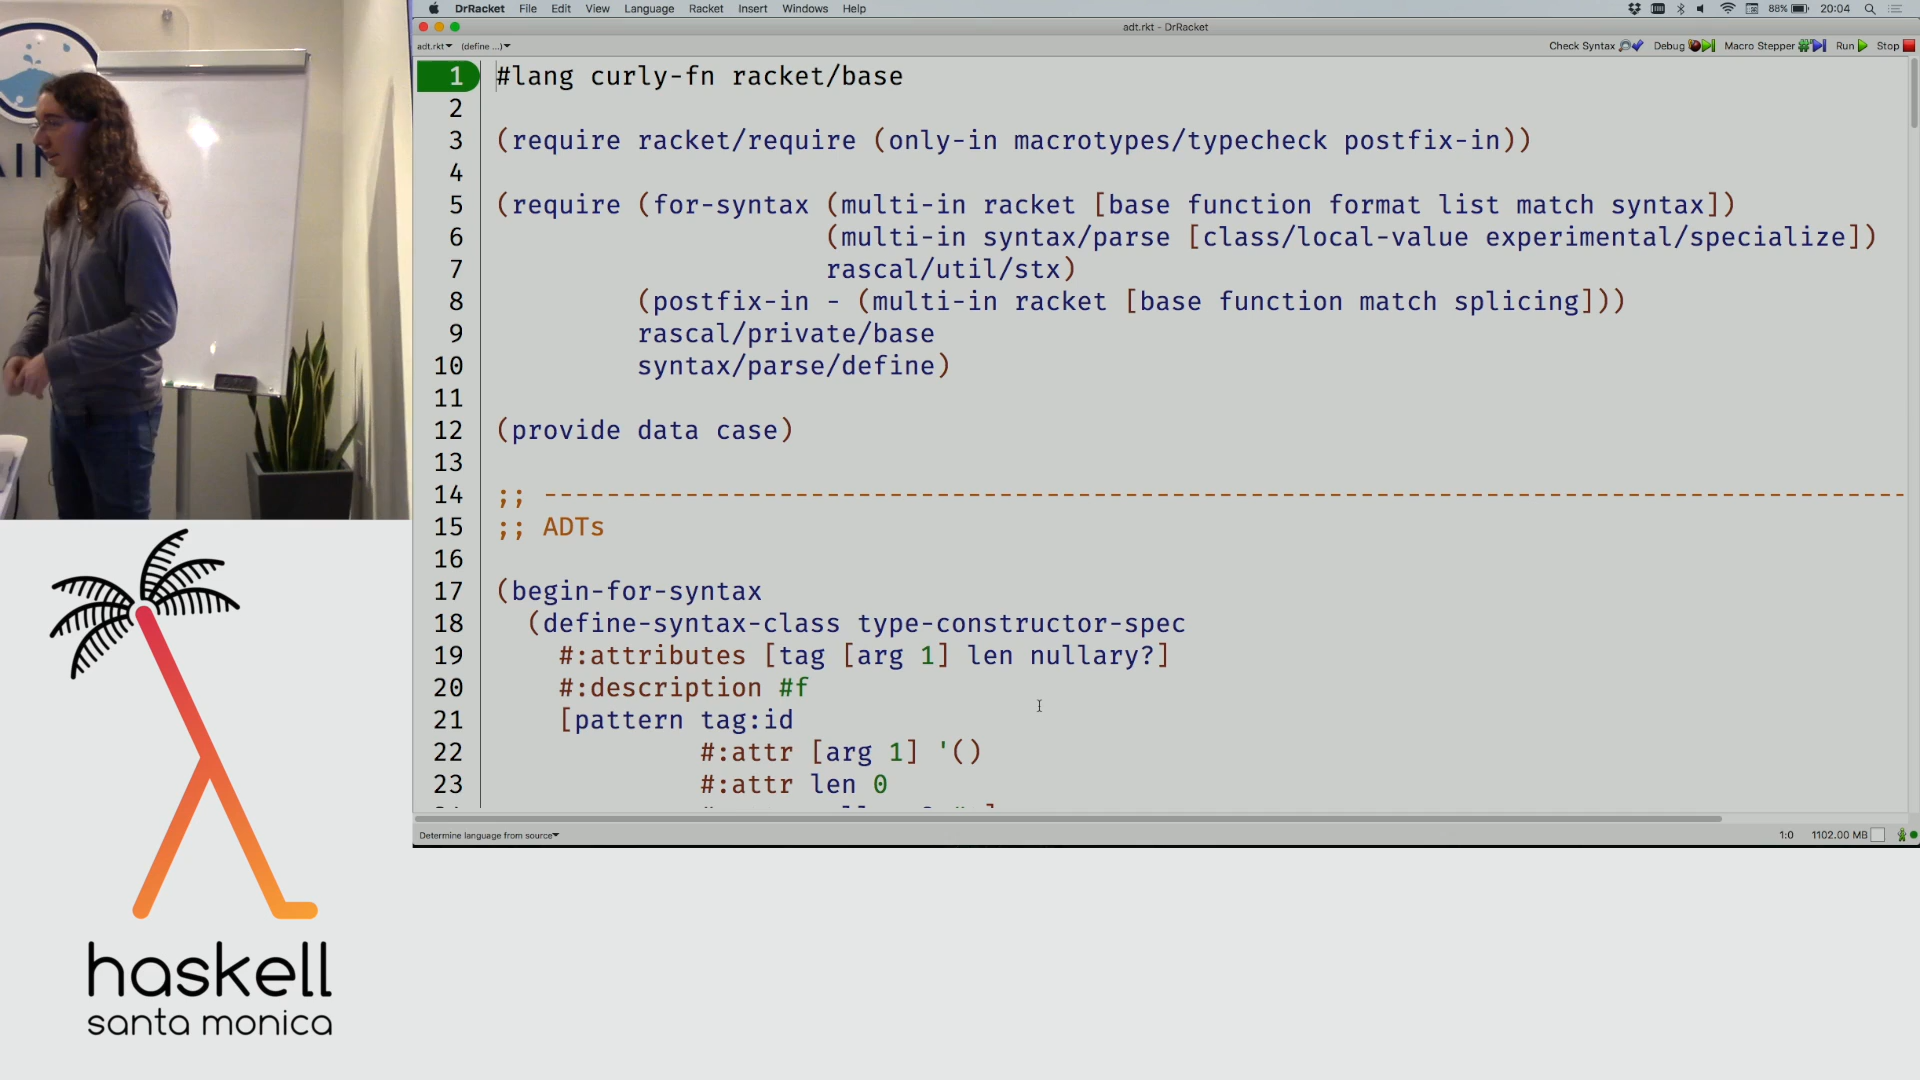 DrRacket File Edit View Language Racket Insert Tabs Windows Help 88% 20:04
adt.rkt - DrRacket
adt.rkt (define ...) Check Syntax Debug Macro Stepper Run Stop
1 #lang curly-fn racket/base
2
3 (require racket/require (only-in macrotypes/typecheck postfix-in))
4
5 (require (for-syntax (multi-in racket [base function format list match syntax])
6 (multi-in syntax/parse [class/local-value experimental/specialize])
7 rascal/util/stx)
8 (postfix-in - (multi-in racket [base function match splicing]))
9 rascal/private/base
10 syntax/parse/define)
11
12 (provide data case)
13
14 ;; ---------------------------------------------------------------------------------------
15 ;; ADTs
16
17 (begin-for-syntax
18 (define-syntax-class type-constructor-spec
19 #:attributes [tag [arg 1] len nullary?]
20 #:description #f
21 [pattern tag:id
22 #:attr [arg 1] '()
23 #:attr len 0
Determine language from source 1:0 1102.00 MB
haskell
santa monica